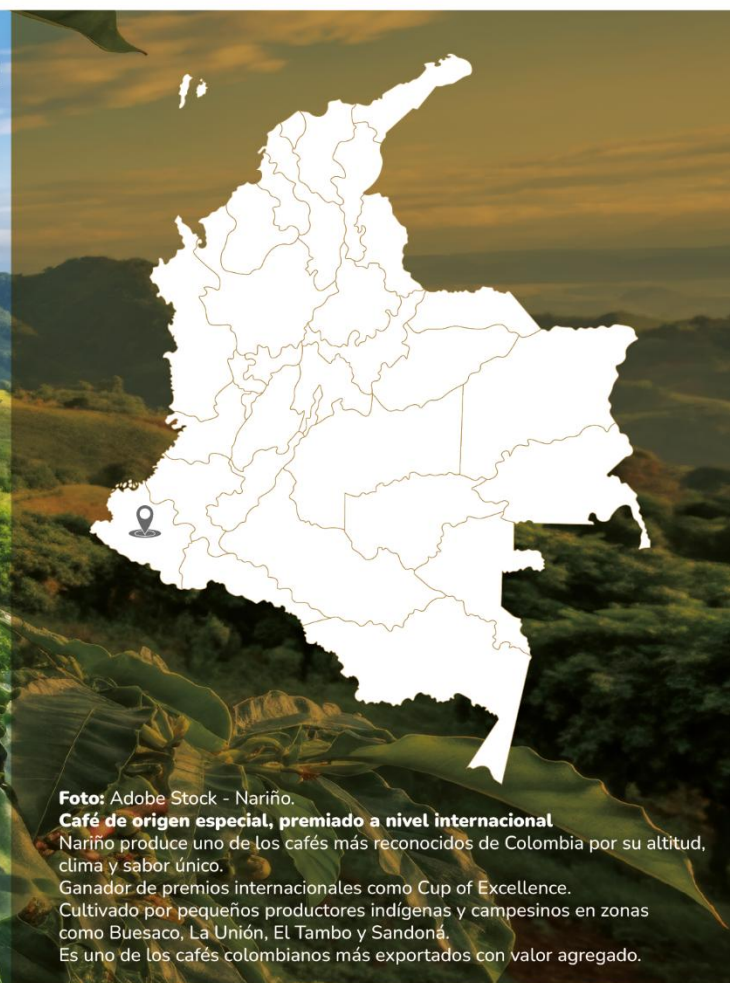 Foto: Adobe Stock - Nariño.
Café de origen especial, premiado a nivel internacional
Nariño produce uno de los cafés más reconocidos de Colombia por su altitud,
clima y sabor único.
Ganador de premios internacionales como Cup of Excellence.
Cultivado por pequeños productores indígenas y campesinos en zonas
como Buesaco, La Unión, El Tambo y Sandoná.
Es uno de los cafés colombianos más exportados con valor agregado.